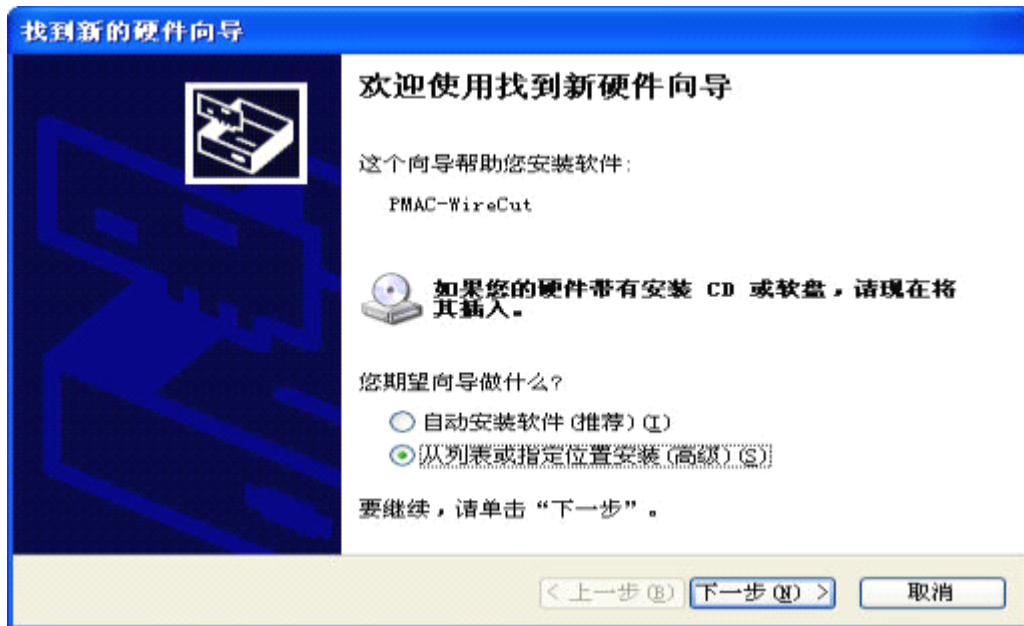 找到新的硬件向导
欢迎使用找到新硬件向导
这个向导帮助您安装软件:
PMAC-WireCut
如果您的硬件带有安装 CD 或软盘，请现在将
其插入。
您期望向导做什么?
自动安装软件(推荐)(I)
从列表或指定位置安装(高级)(S)
要继续，请单击“下一步”。
< 上一步(B)
下一步(N) >
取消